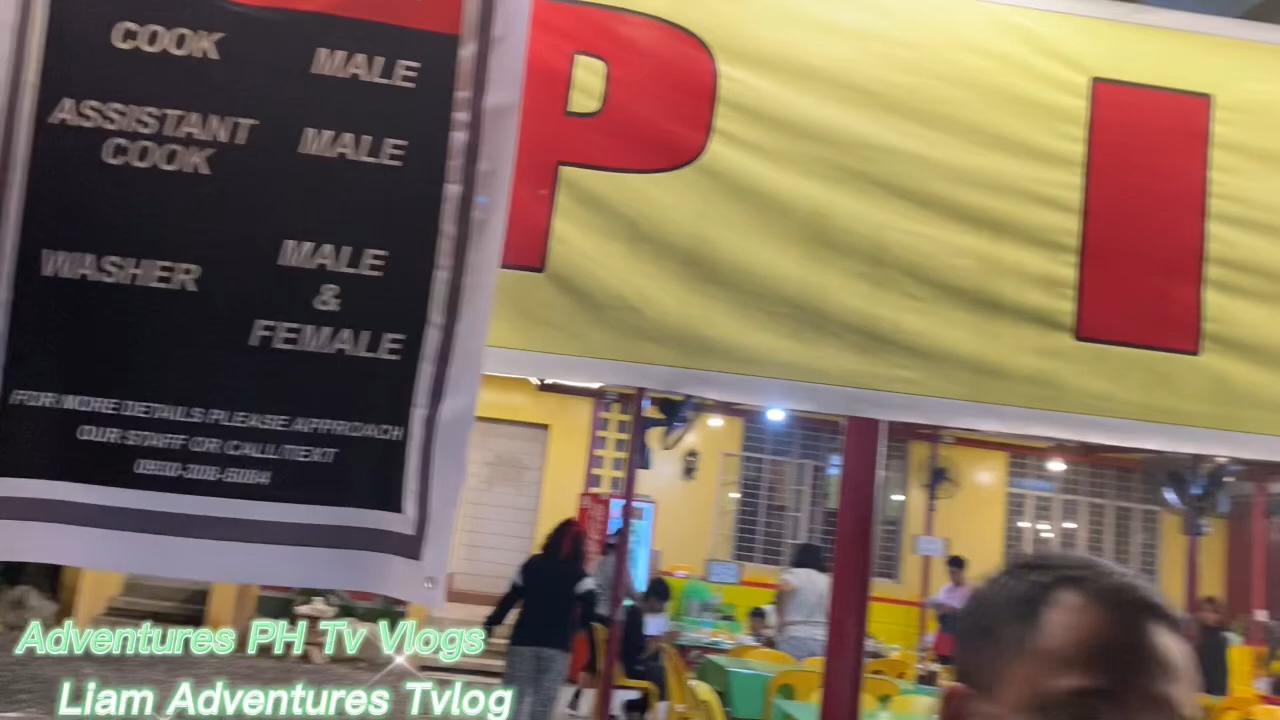 COOK MALE
ASSISTANT
COOK
MALE
WASHER
MALE
&
FEMALE
FOR MORE DETAILS PLEASE APPROACH
OUR STAFF OR CALL/TEXT
P I
Adventures PH Tv Vlogs
Liam Adventures Tvlog